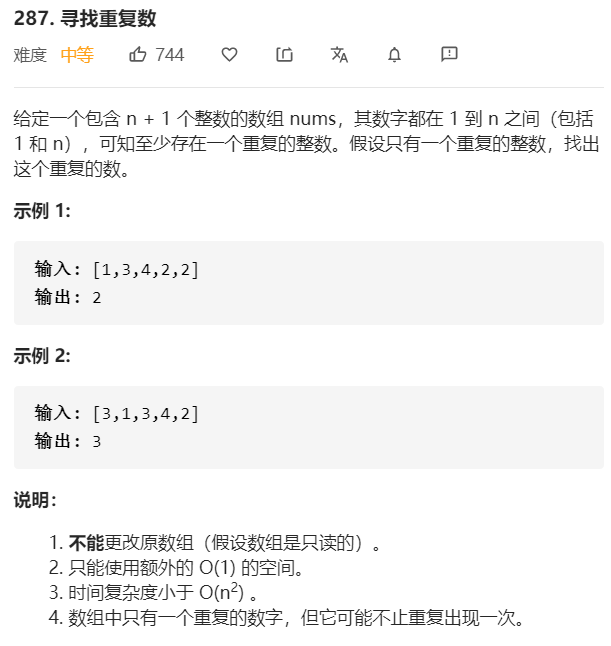 287. 寻找重复数
难度 中等 744
给定一个包含 n + 1 个整数的数组 nums，其数字都在 1 到 n 之间（包括
1 和 n），可知至少存在一个重复的整数。假设只有一个重复的整数，找出
这个重复的数。
示例 1:
输入: [1,3,4,2,2]
输出: 2
示例 2:
输入: [3,1,3,4,2]
输出: 3
说明：
1. 不能更改原数组（假设数组是只读的）。
2. 只能使用额外的 O(1) 的空间。
3. 时间复杂度小于 O(n²) 。
4. 数组中只有一个重复的数字，但它可能不止重复出现一次。